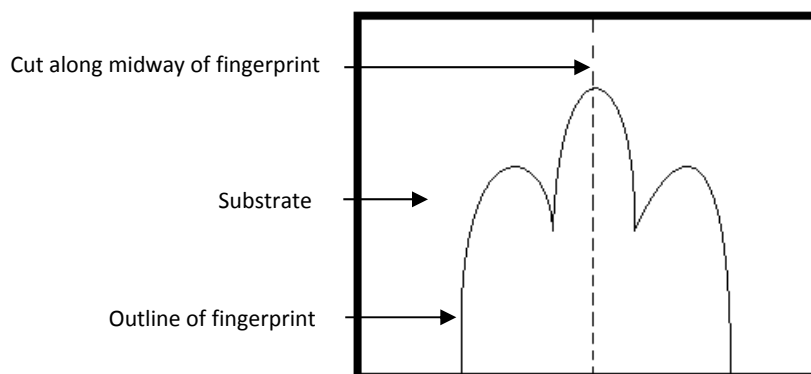 Cut along midway of fingerprint
Substrate
Outline of fingerprint